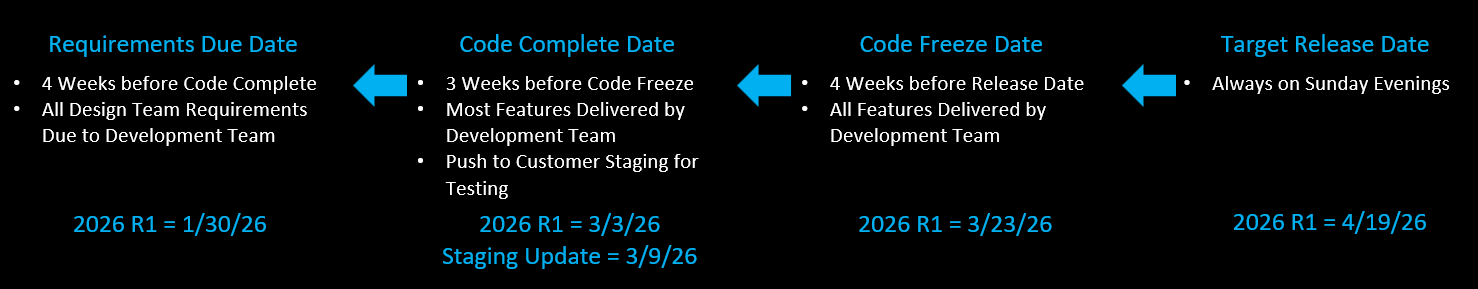 Requirements Due Date
• 4 Weeks before Code Complete
• All Design Team Requirements
Due to Development Team
2026 R1 = 1/30/26
Code Complete Date
• 3 Weeks before Code Freeze
• Most Features Delivered by
Development Team
• Push to Customer Staging for
Testing
2026 R1 = 3/3/26
Staging Update = 3/9/26
Code Freeze Date
• 4 Weeks before Release Date
• All Features Delivered by
Development Team
2026 R1 = 3/23/26
Target Release Date
• Always on Sunday Evenings
2026 R1 = 4/19/26